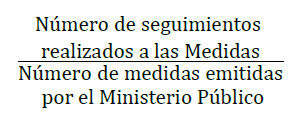 Número de seguimientos
realizados a las Medidas
Número de medidas emitidas
por el Ministerio Público